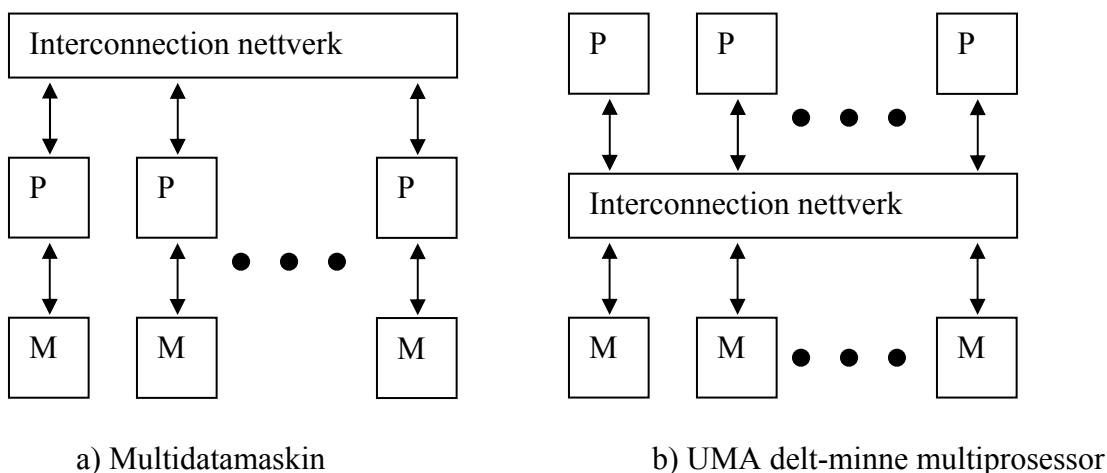 Interconnection nettverk
P P P
M M M
a) Multidatamaskin
P P P
Interconnection nettverk
M M M
b) UMA delt-minne multiprosessor